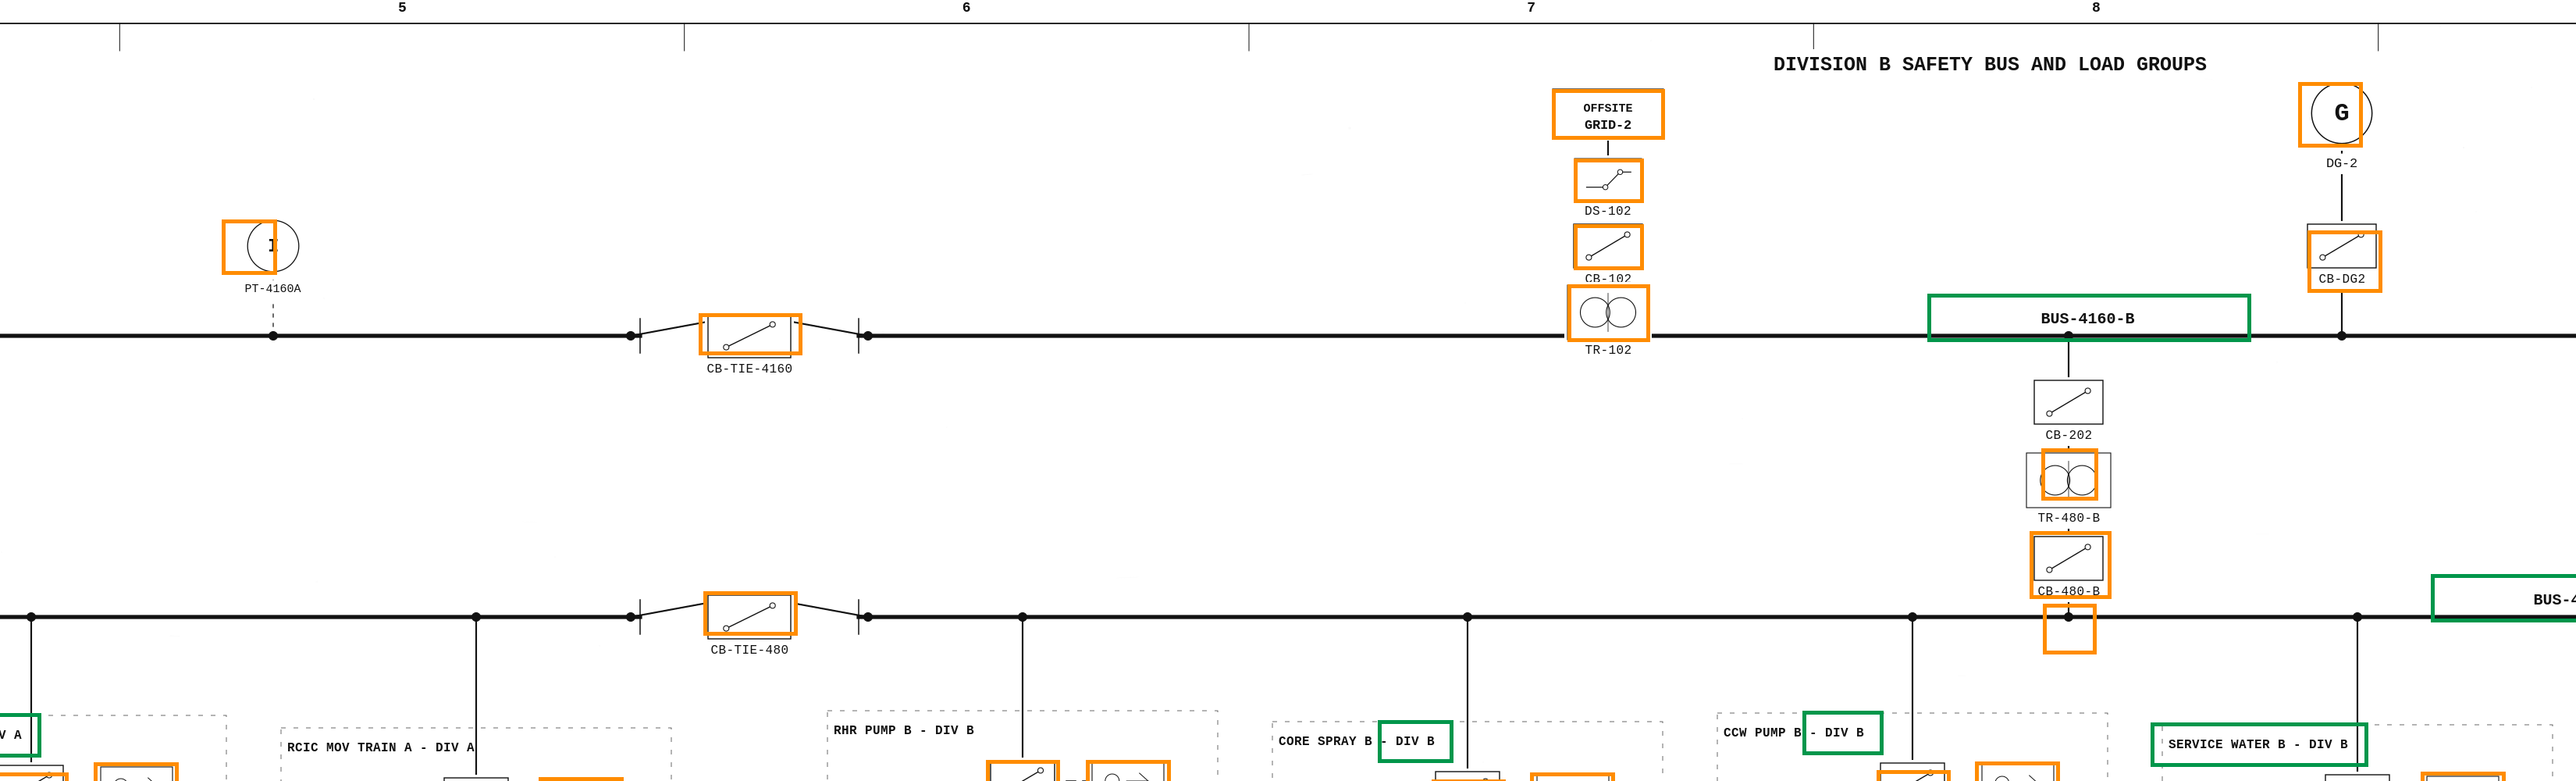 5 6 7 8
DIVISION B SAFETY BUS AND LOAD GROUPS
OFFSITE
GRID-2
G
DG-2
DS-102
I
CB-102
CB-DG2
PT-4160A
BUS-4160-B
TR-102
CB-TIE-4160
CB-202
TR-480-B
CB-480-B
CB-TIE-480
RCIC MOV TRAIN A - DIV A
RHR PUMP B - DIV B
CORE SPRAY B - DIV B
CCW PUMP B - DIV B
SERVICE WATER B - DIV B